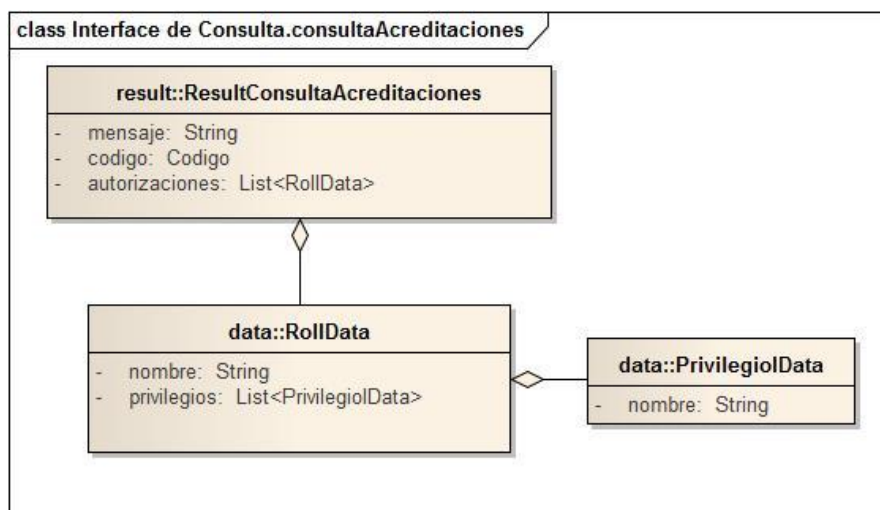 class Interface de Consulta.consultaAcreditaciones
result::ResultConsultaAcreditaciones
- mensaje: String
- codigo: Codigo
- autorizaciones: List<RollData>
data::RollData
- nombre: String
- privilegios: List<PrivilegiolData>
data::PrivilegiolData
- nombre: String